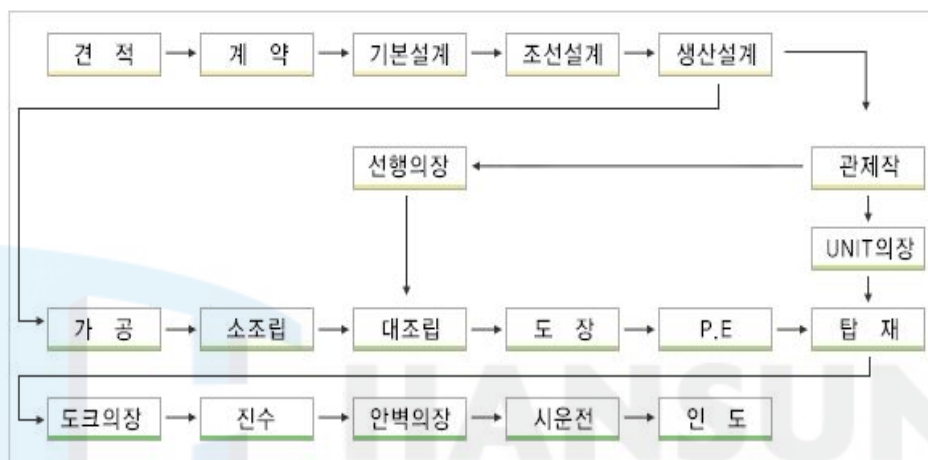 견 적 계 약 기본설계 조선설계 생산설계
선행의장 관제작
UNIT의장
가 공 소조립 대조립 도 장 P.E 탑 재
도크의장 진수 안벽의장 시운전 인 도
HANSUN